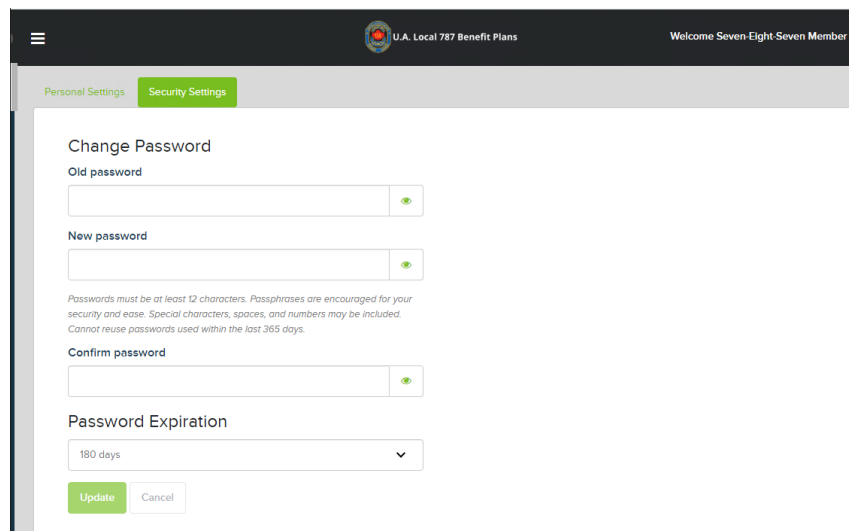 U.A. Local 787 Benefit Plans
Welcome Seven-Eight-Seven Member
Personal Settings
Security Settings
Change Password
Old password
New password
Passwords must be at least 12 characters. Passphrases are encouraged for your
security and ease. Special characters, spaces, and numbers may be included.
Cannot reuse passwords used within the last 365 days.
Confirm password
Password Expiration
180 days
Update
Cancel